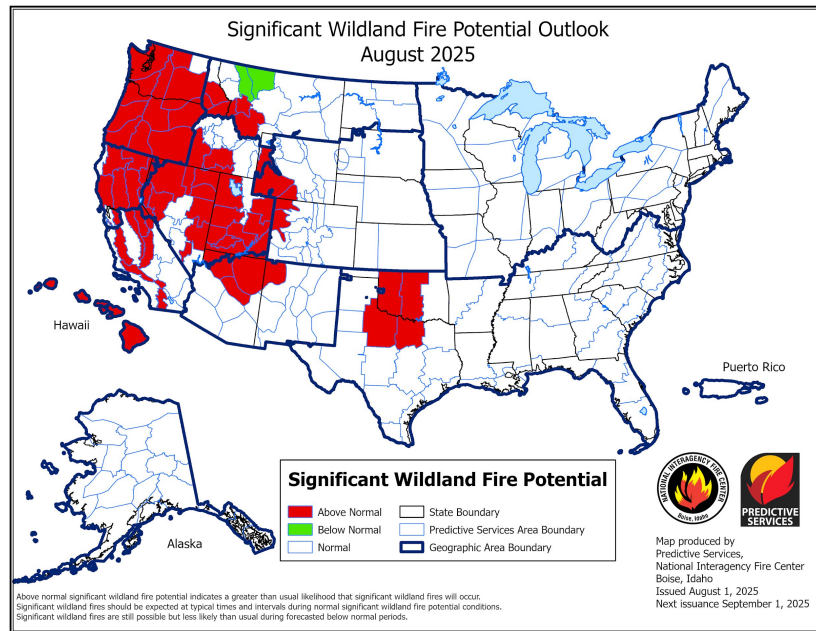 Significant Wildland Fire Potential Outlook
August 2025
Hawaii
Puerto Rico
Alaska
Significant Wildland Fire Potential
Above Normal
State Boundary
Below Normal
Predictive Services Area Boundary
Normal
Geographic Area Boundary
NATIONAL INTERAGENCY FIRE CENTER
Boise, Idaho
PREDICTIVE
SERVICES
Map produced by
Predictive Services,
National Interagency Fire Center
Boise, Idaho
Issued August 1, 2025
Next issuance September 1, 2025
Above normal significant wildland fire potential indicates a greater than usual likelihood that significant wildland fires will occur.
Significant wildland fires should be expected at typical times and intervals during normal significant wildland fire potential conditions.
Significant wildland fires are still possible but less likely than usual during forecasted below normal periods.